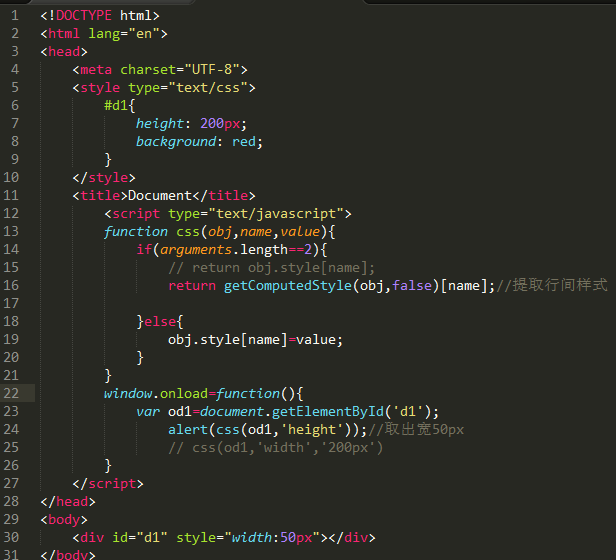 1 <!DOCTYPE html>
2 <html lang="en">
3 <head>
4 <meta charset="UTF-8">
5 <style type="text/css">
6 #d1{
7 height: 200px;
8 background: red;
9 }
10 </style>
11 <title>Document</title>
12 <script type="text/javascript">
13 function css(obj,name,value){
14 if(arguments.length==2){
15 // return obj.style[name];
16 return getComputedStyle(obj,false)[name];//提取行间样式
17
18 }else{
19 obj.style[name]=value;
20 }
21 }
22 window.onload=function(){
23 var od1=document.getElementById('d1');
24 alert(css(od1,'height'));//取出宽50px
25 // css(od1,'width','200px')
26 }
27 </script>
28 </head>
29 <body>
30 <div id="d1" style="width:50px"></div>
31 </body>